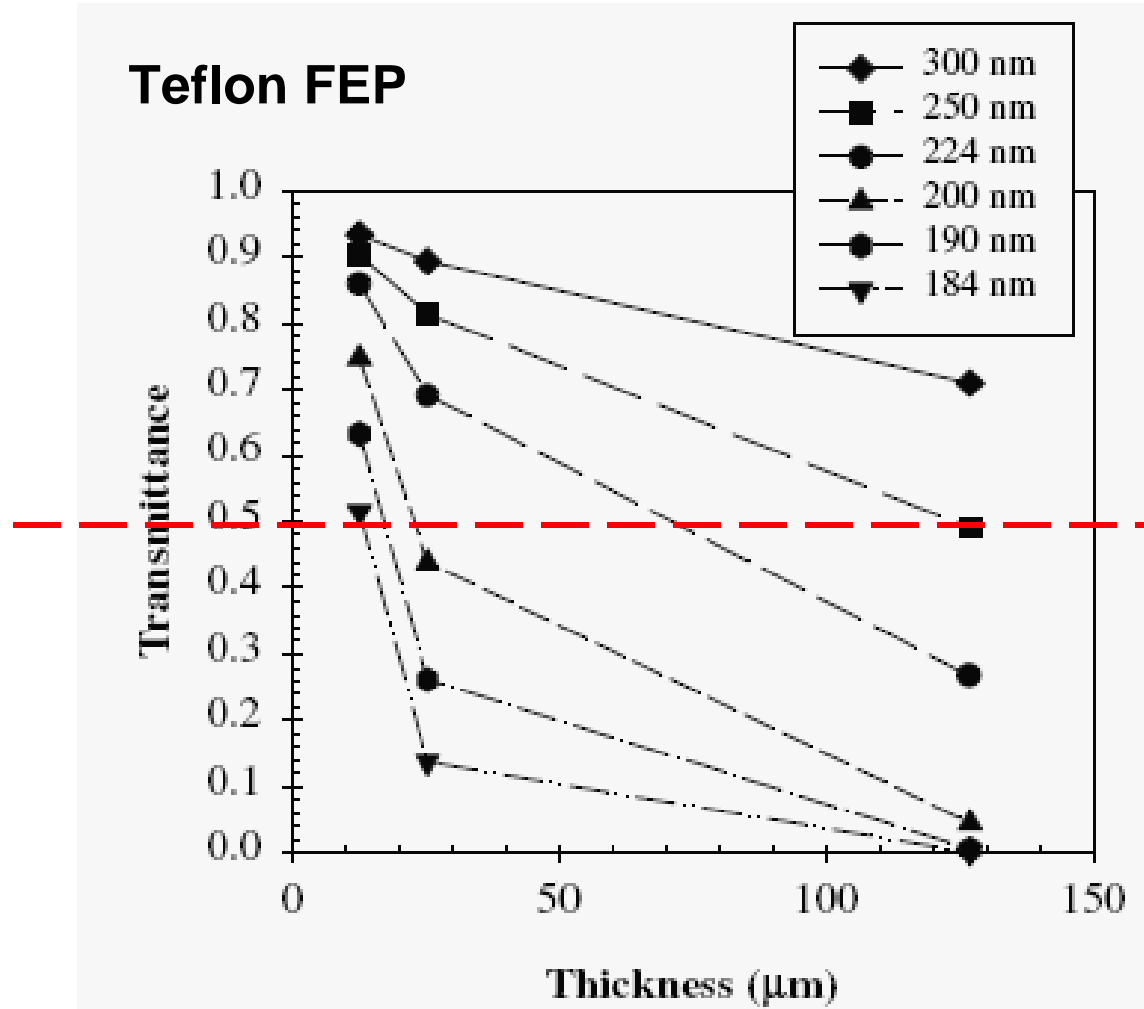 Teflon FEP
300 nm
250 nm
224 nm
200 nm
190 nm
184 nm
1.0
0.9
0.8
0.7
0.6
0.5
0.4
0.3
0.2
0.1
0.0
Transmittance
0 50 100 150
Thickness (μm)